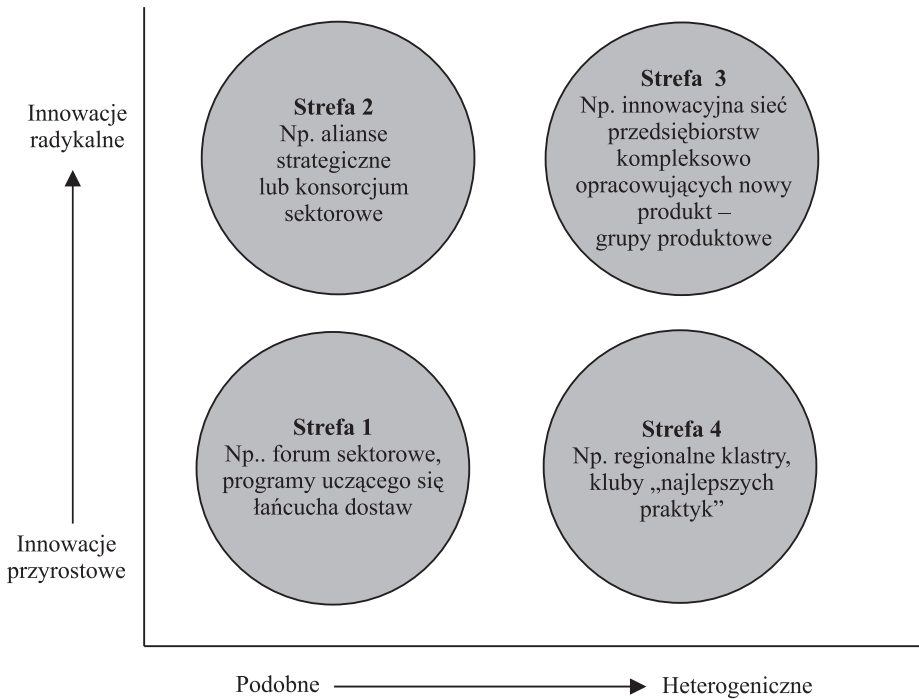 Innowacje
radykalne
Strefa 2
Np. alianse
strategiczne
lub konsorcjum
sektorowe
Strefa 3
Np. innowacyjna sieć
przedsiębiorstw
kompleksowo
opracowujących nowy
produkt –
grupy produktowe
Strefa 1
Np.. forum sektorowe,
programy uczącego się
łańcucha dostaw
Strefa 4
Np. regionalne klastry,
kluby „najlepszych
praktyk”
Innowacje
przyrostowe
Podobne
Heterogeniczne